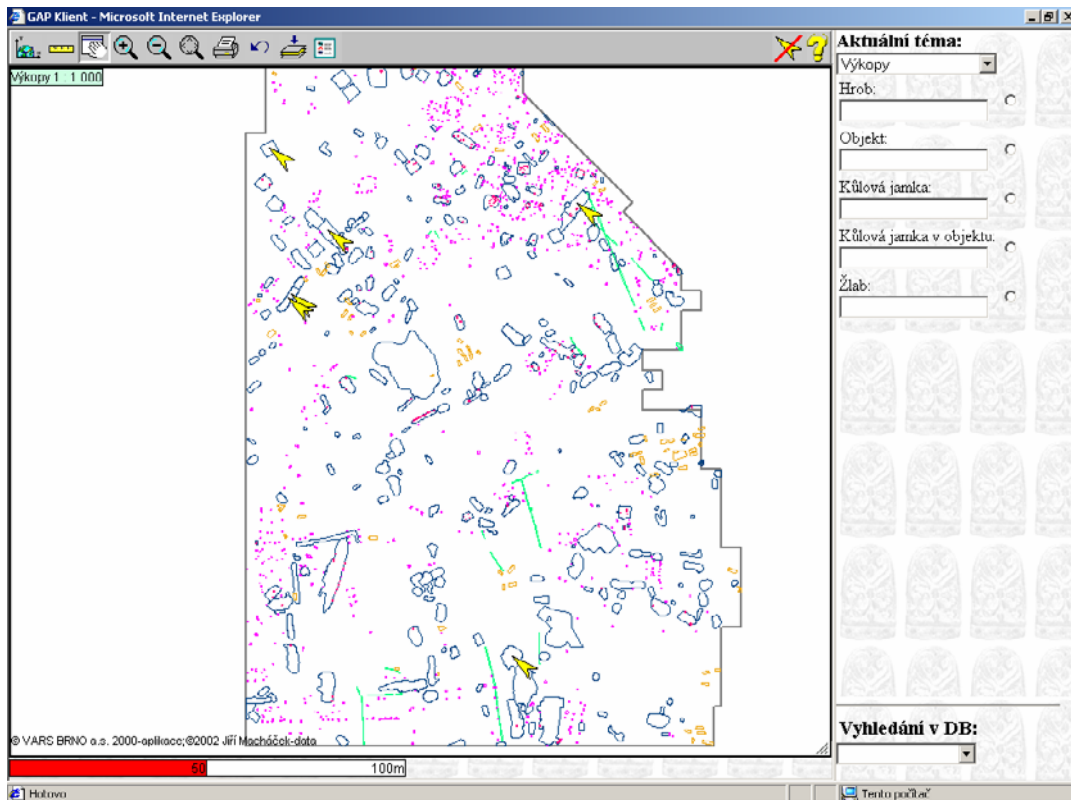 GAP Klient - Microsoft Internet Explorer
Výkopy 1 : 1 000
Aktuální téma:
Výkopy
Hrob:
Objekt:
Kůlová jamka:
Kůlová jamka v objektu:
Žlab:
© VARS BRNO a.s. 2000-aplikace;©2002 Jiří Macháček-data
Vyhledání v DB:
50
100m
Hotovo
Tento počítač